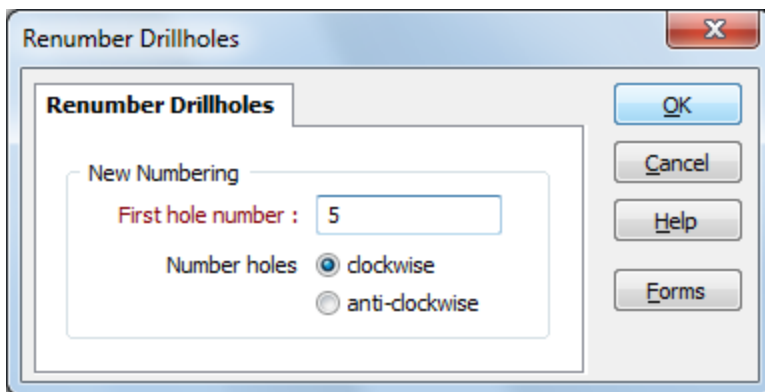 Renumber Drillholes
Renumber Drillholes
New Numbering
First hole number : 5
Number holes clockwise
anti-clockwise
OK
Cancel
Help
Forms